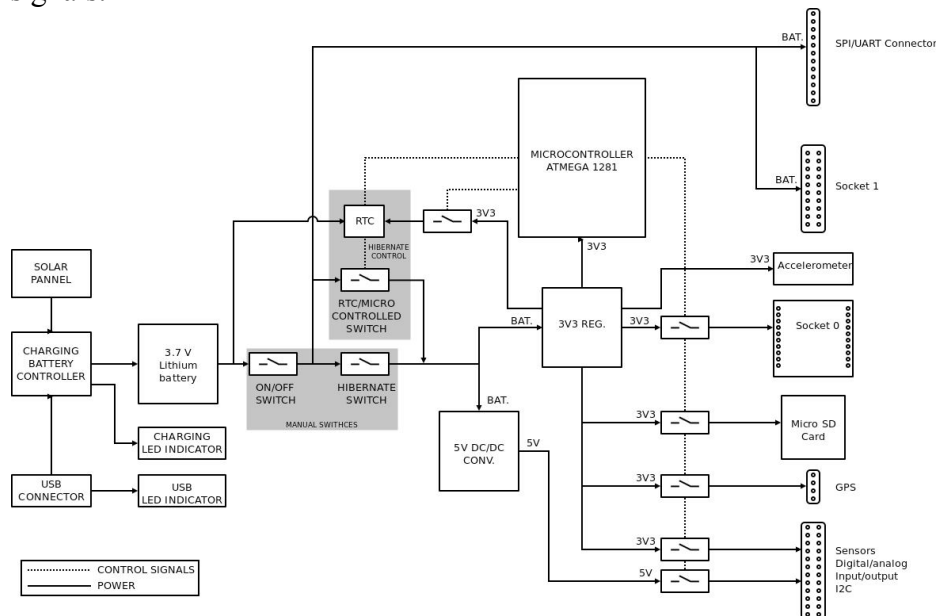 signals.
BAT.
SPI/UART Connector
MICROCONTROLLER
ATMEGA 1281
BAT.
Socket 1
RTC
3V3
HIBERNATE
CONTROL
3V3
3V3
Accelerometer
SOLAR
PANNEL
RTC/MICRO
CONTROLLED
SWITCH
BAT.
3V3 REG.
3V3
Socket 0
CHARGING
BATTERY
CONTROLLER
3.7 V
Lithium
battery
ON/OFF
SWITCH
HIBERNATE
SWITCH
MANUAL SWITHCES
BAT.
5V DC/DC
CONV.
5V
3V3
Micro SD
Card
CHARGING
LED INDICATOR
USB
CONNECTOR
USB
LED INDICATOR
3V3
GPS
3V3
5V
Sensors
Digital/analog
Input/output
I2C
CONTROL SIGNALS
POWER